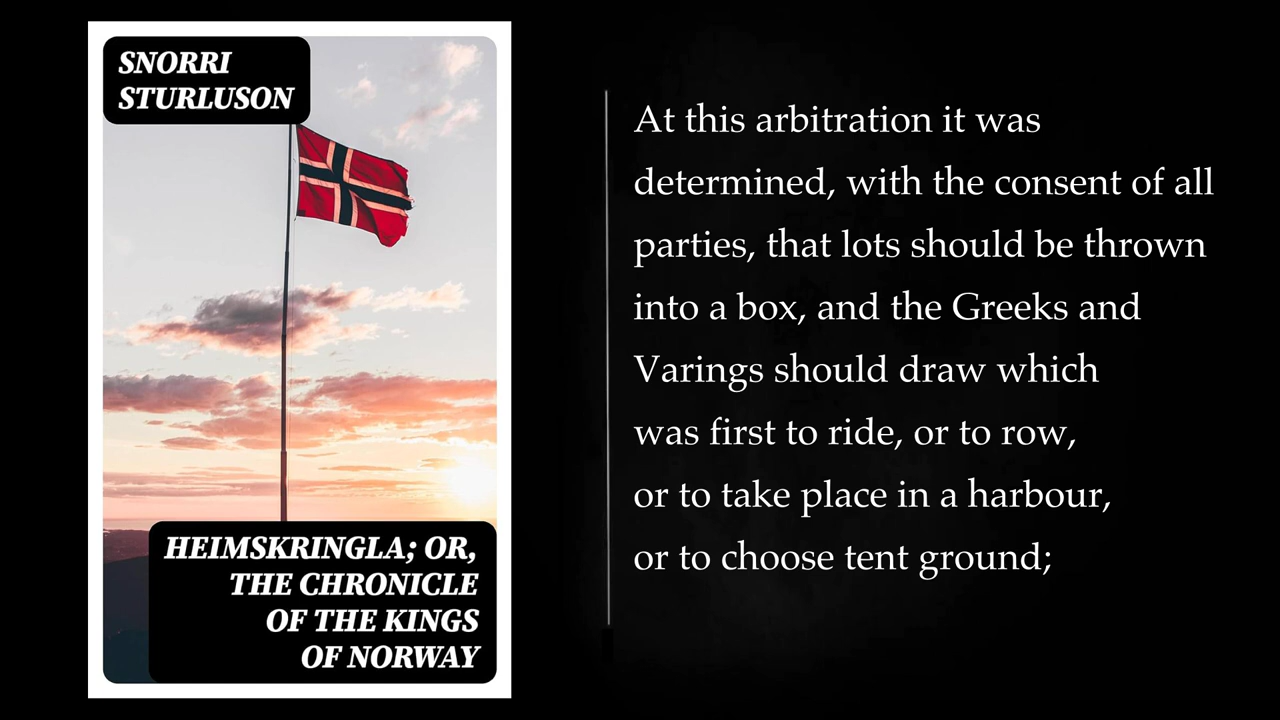 SNORRI
STURLUSON
HEIMSKRINGLA; OR,
THE CHRONICLE
OF THE KINGS
OF NORWAY
At this arbitration it was
determined, with the consent of all
parties, that lots should be thrown
into a box, and the Greeks and
Varings should draw which
was first to ride, or to row,
or to take place in a harbour,
or to choose tent ground;